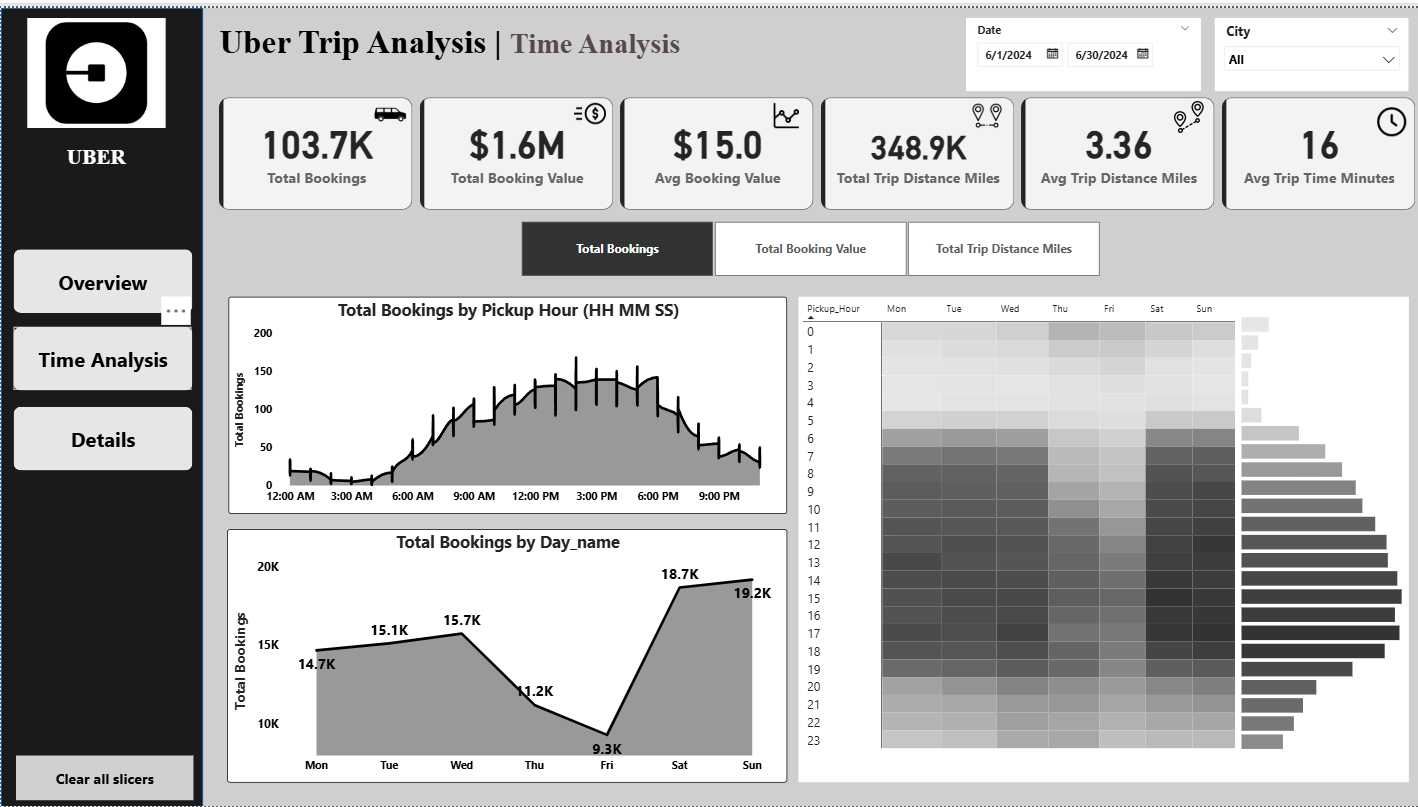 UBER
Overview
...
Time Analysis
Details
Clear all slicers
Uber Trip Analysis | Time Analysis
Date
6/1/2024 6/30/2024
City
All
103.7K
Total Bookings
$1.6M
Total Booking Value
$15.0
Avg Booking Value
348.9K
Total Trip Distance Miles
3.36
Avg Trip Distance Miles
16
Avg Trip Time Minutes
Total Bookings Total Booking Value Total Trip Distance Miles
Total Bookings by Pickup Hour (HH MM SS)
Total Bookings
200
150
100
50
0
12:00 AM 3:00 AM 6:00 AM 9:00 AM 12:00 PM 3:00 PM 6:00 PM 9:00 PM
Total Bookings by Day_name
Total Bookings
20K
15K
10K
14.7K
15.1K
15.7K
11.2K
9.3K
18.7K
19.2K
Mon Tue Wed Thu Fri Sat Sun
Pickup_Hour Mon Tue Wed Thu Fri Sat Sun
0
1
2
3
4
5
6
7
8
9
10
11
12
13
14
15
16
17
18
19
20
21
22
23